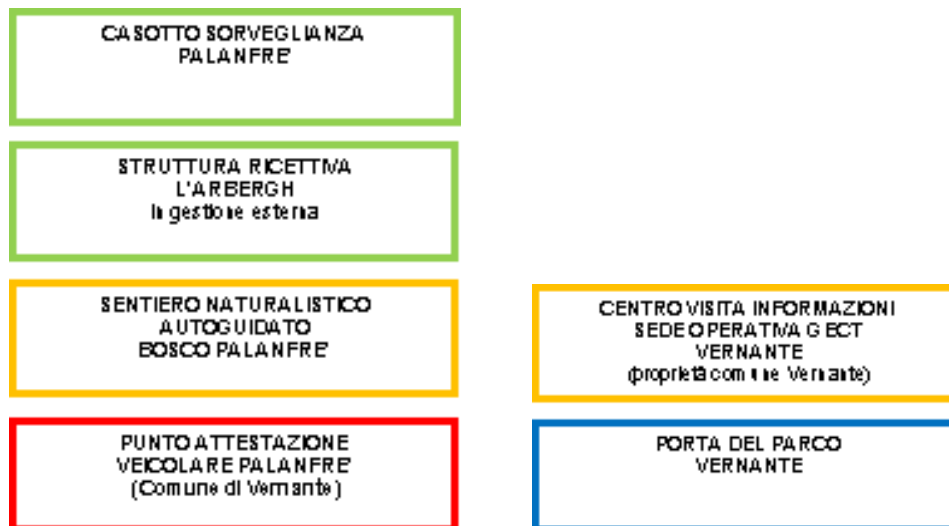 CASOTTO SORVEGLIANZA
PALANFRE'
STRUTTURA RICETTIVA
L'ARBERGH
In gestione esterna
SENTIERO NATURALISTICO
AUTOGUIDATO
BOSCO PALANFRE'
PUNTO ATTESTAZIONE
VEICOLARE PALANFRE'
(Comune di Vernante)
CENTRO VISITA INFORMAZIONI
SEDE OPERATIVA GECT
VERNANTE
(proprietà comune Vernante)
PORTA DEL PARCO
VERNANTE